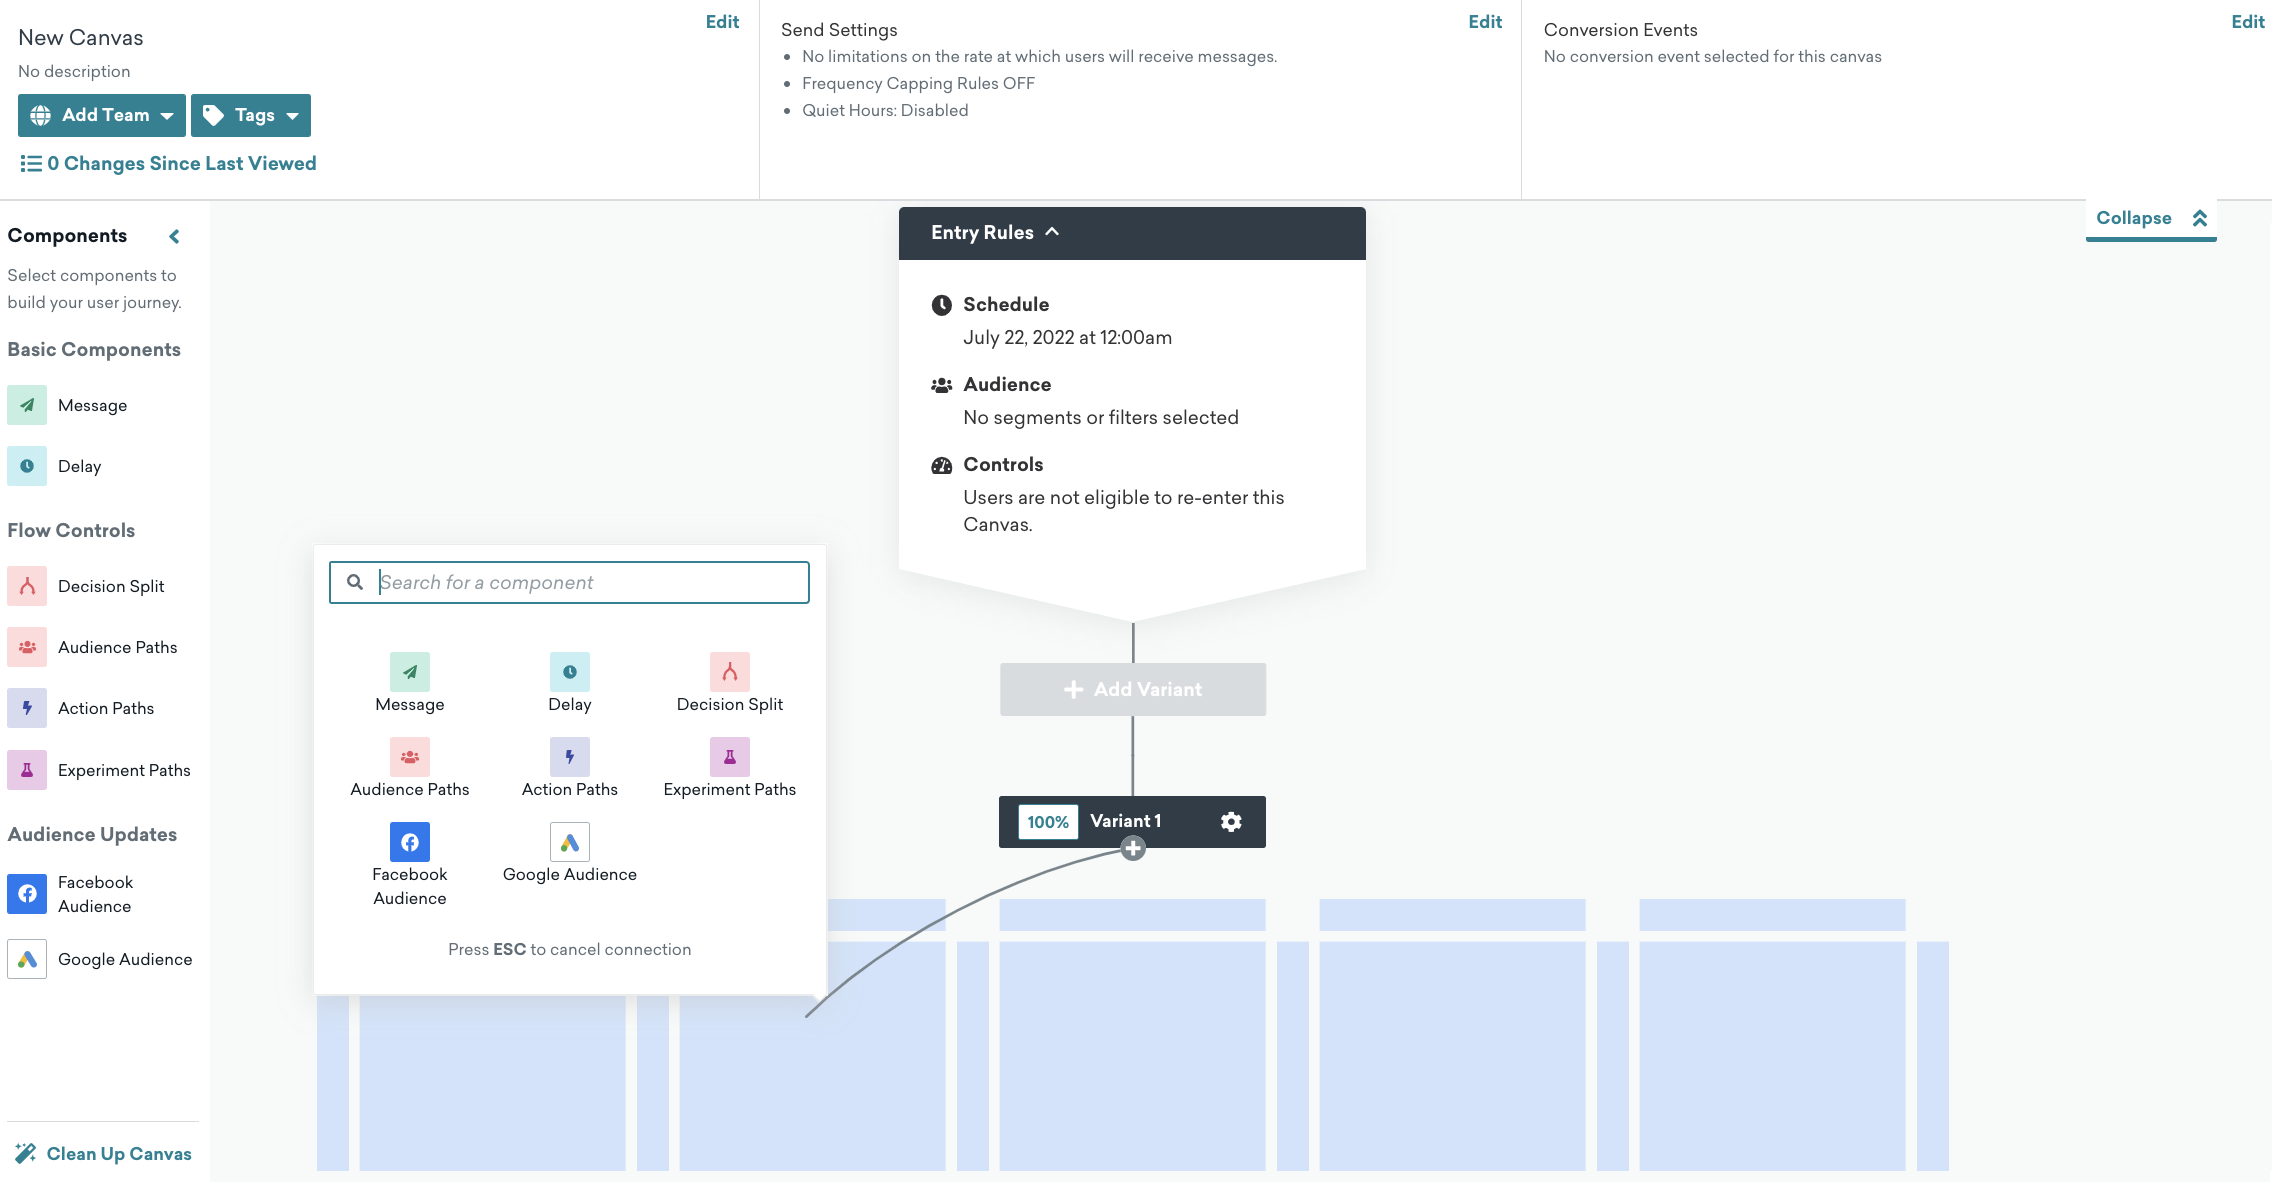 New Canvas
No description
Add Team
Tags
0 Changes Since Last Viewed
Edit
Send Settings
No limitations on the rate at which users will receive messages.
Frequency Capping Rules OFF
Quiet Hours: Disabled
Edit
Conversion Events
No conversion event selected for this canvas
Edit
Collapse
Components
Select components to
build your user journey.
Basic Components
Message
Delay
Flow Controls
Decision Split
Audience Paths
Action Paths
Experiment Paths
Audience Updates
Facebook
Audience
Google Audience
Clean Up Canvas
Entry Rules
Schedule
July 22, 2022 at 12:00am
Audience
No segments or filters selected
Controls
Users are not eligible to re-enter this
Canvas.
Add Variant
100%
Variant 1
Search for a component
Message
Delay
Decision Split
Audience Paths
Action Paths
Experiment Paths
Facebook
Audience
Google Audience
Press ESC to cancel connection